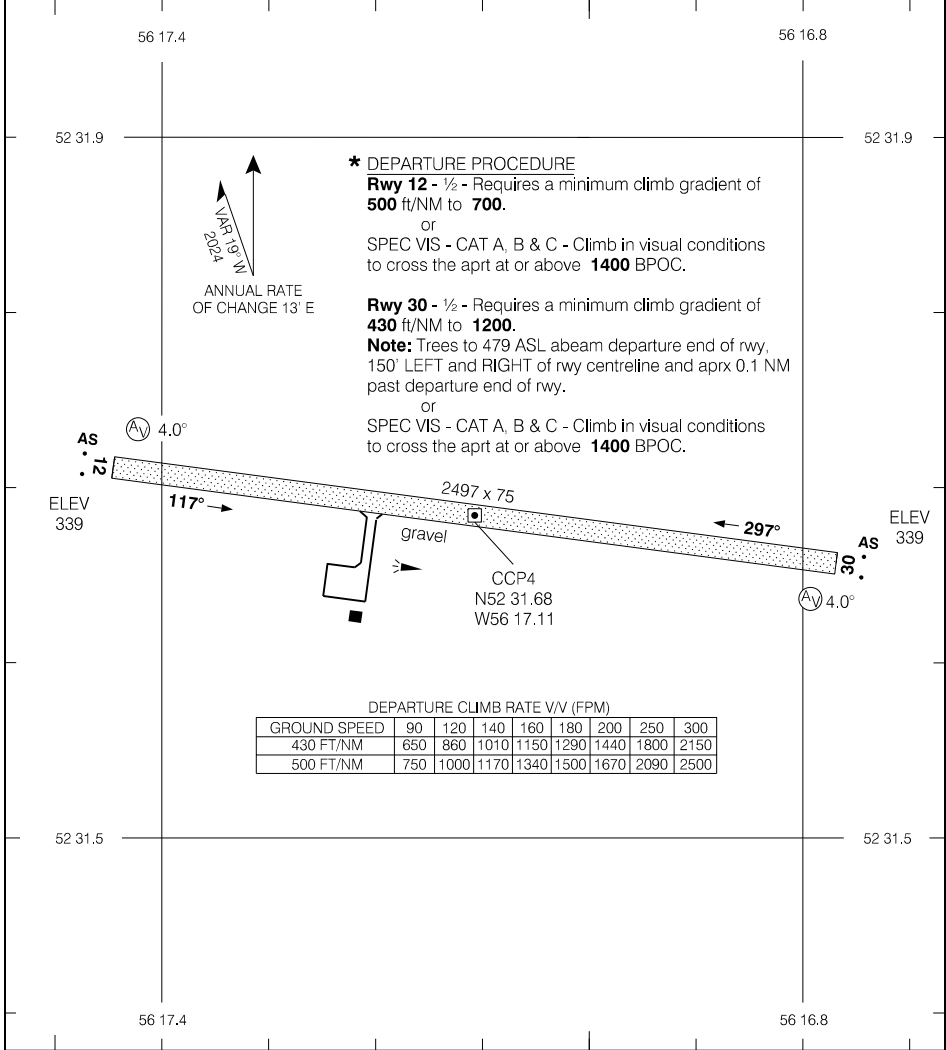 56 17.4
56 16.8
52 31.9
52 31.9
* DEPARTURE PROCEDURE
Rwy 12 - ½ - Requires a minimum climb gradient of
500 ft/NM to 700.
or
SPEC VIS - CAT A, B & C - Climb in visual conditions
to cross the aprt at or above 1400 BPOC.
Rwy 30 - ½ - Requires a minimum climb gradient of
430 ft/NM to 1200.
Note: Trees to 479 ASL abeam departure end of rwy,
150' LEFT and RIGHT of rwy centreline and aprx 0.1 NM
past departure end of rwy.
or
SPEC VIS - CAT A, B & C - Climb in visual conditions
to cross the aprt at or above 1400 BPOC.
VAR 19° W
2024
ANNUAL RATE
OF CHANGE 13' E
AV 4.0°
AS
12
ELEV
339
117°
2497 x 75
gravel
297°
ELEV
339
AS
30
AV 4.0°
CCP4
N52 31.68
W56 17.11
DEPARTURE CLIMB RATE V/V (FPM)
GROUND SPEED 90 120 140 160 180 200 250 300
430 FT/NM 650 860 1010 1150 1290 1440 1800 2150
500 FT/NM 750 1000 1170 1340 1500 1670 2090 2500
52 31.5
52 31.5
56 17.4
56 16.8